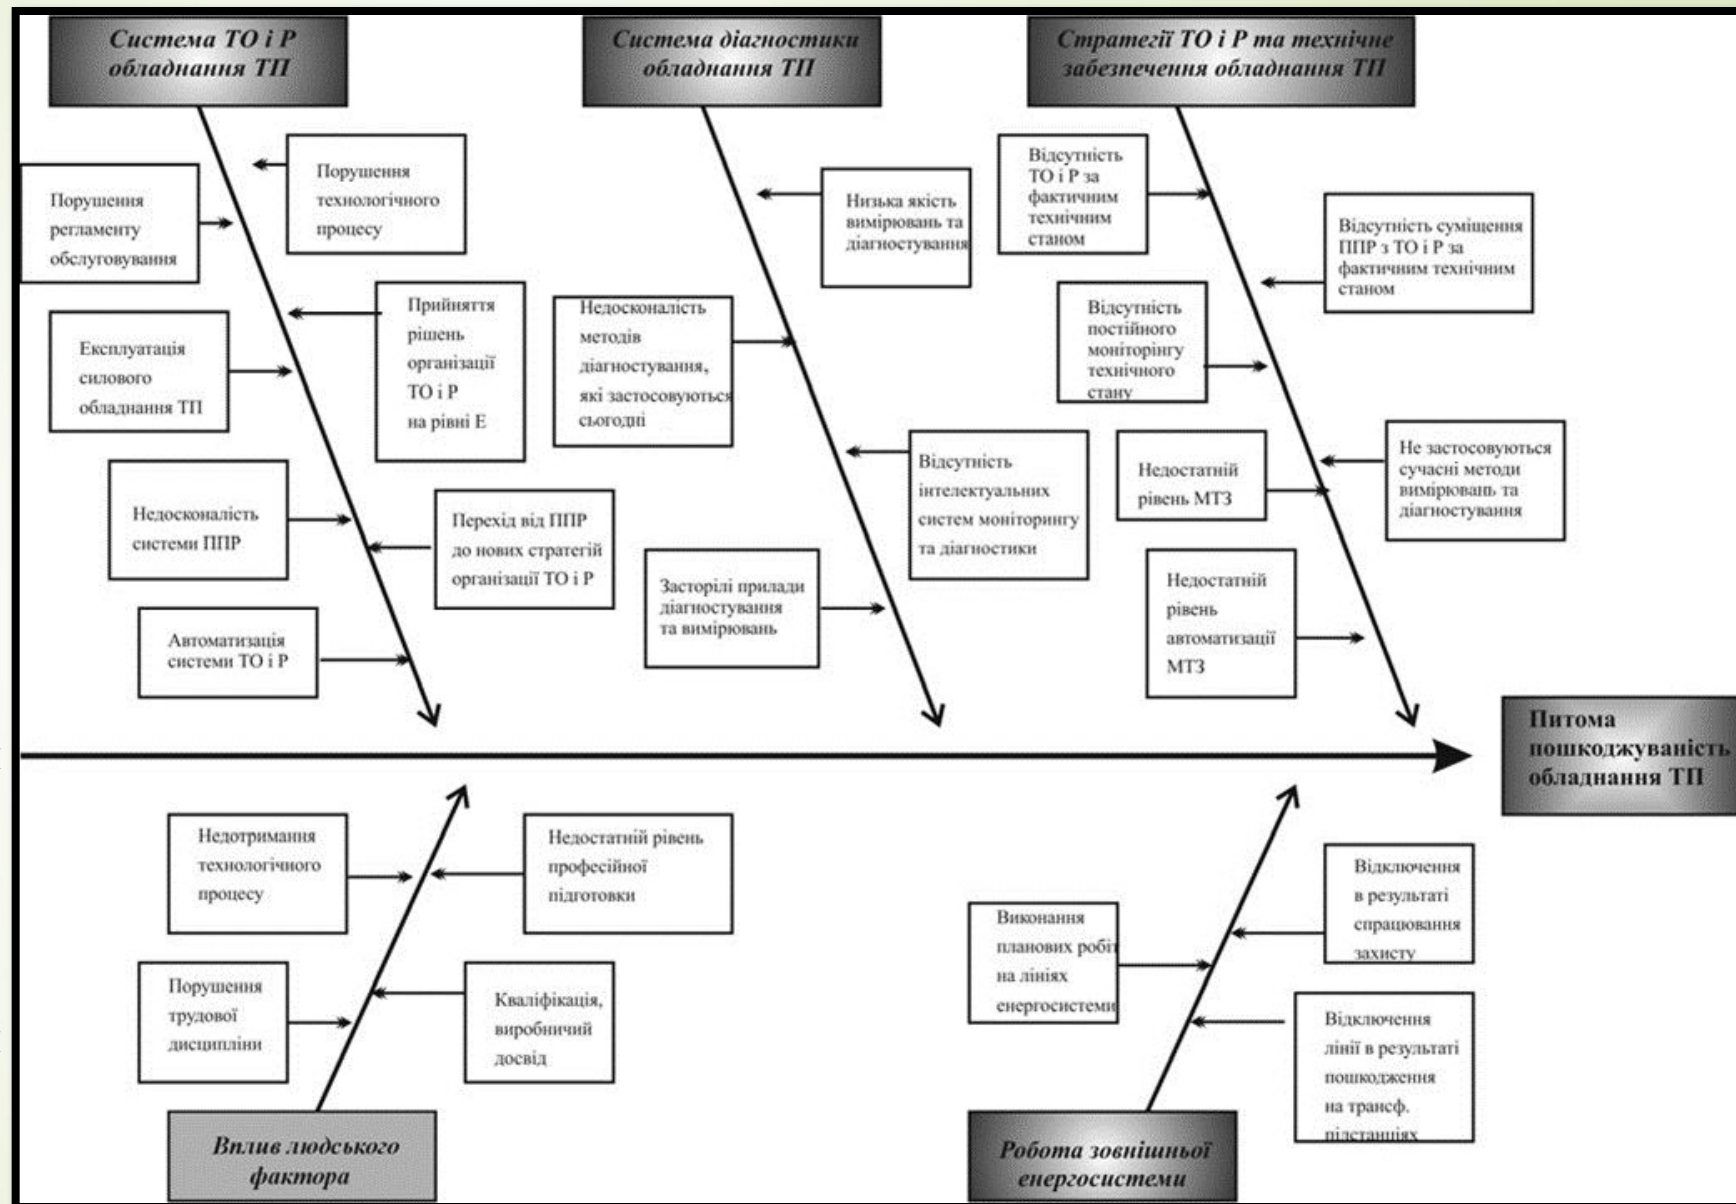 Система ТО і Р
обладнання ТП
Система діагностики
обладнання ТП
Стратегії ТО і Р та технічне
забезпечення обладнання ТП
Порушення
регламенту
обслуговування
Порушення
технологічного
процесу
Експлуатація
силового
обладнання ТП
Прийняття
рішень
організації
ТО і Р
на рівні Е
Недосконалість
системи ППР
Перехід від ППР
до нових стратегій
організації ТО і Р
Автоматизація
системи ТО і Р
Низька якість
вимірювань та
діагностування
Недосконалість
методів
діагностування,
які застосовуються
сьогодні
Відсутність
інтелектуальних
систем моніторингу
та діагностики
Засторілі прилади
діагностування
та вимірювань
Відсутність
ТО і Р за
фактичним
технічним
станом
Відсутність суміщення
ППР з ТО і Р за
фактичним технічним
станом
Відсутність
постійного
моніторінгу
технічного
стану
Недостатній
рівень МТЗ
Не застосовуються
сучасні методи
вимірювань та
діагностування
Недостатній
рівень
автоматизації
МТЗ
Питома
пошкоджуваність
обладнання ТП
Недотримання
технологічного
процесу
Недостатній рівень
професійної
підготовки
Порушення
трудової
дисципліни
Кваліфікація,
виробничий
досвід
Виконання
планових робіт
на лініях
енергосистеми
Відключення
в результаті
спрацювання
захисту
Відключення
лінії в результаті
пошкодження
на трансф.
підстанціях
Вплив людського
фактора
Робота зовнішньої
енергосистеми